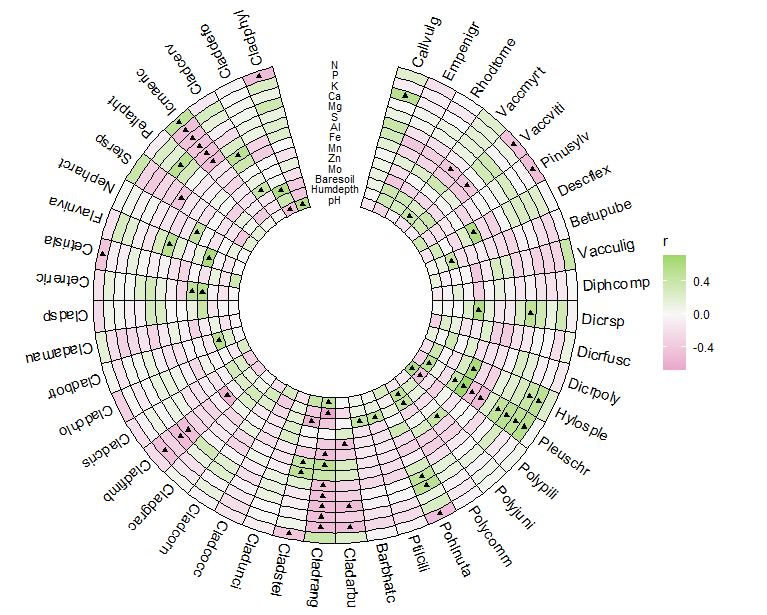 N
P
K
Ca
Mg
S
Al
Fe
Mn
Zn
Mo
Baresoil
Humdepth
pH
Callvulg
Empenigr
Rhodtome
Vaccmyrt
Vaccviti
Pinusylv
Descflex
Betupube
Vacculig
Diphcomp
Dicrsp
Dicrfusc
Dicrpoly
Hylosple
Pleuschr
Polypili
Polyjuni
Polycomm
Pohlnuta
Ptilcili
Barbhatc
Cladarbu
Cladrang
Cladstel
Cladunci
Cladcocc
Cladcorn
Cladgrac
Cladfimb
Cladcris
Cladchlo
Cladbotr
Cladamau
Cladsp
Cetreric
Cetrisla
Flavniva
Nepharct
Stersp
Peltapht
Icmaeric
Cladcerv
Claddefo
Cladphyl
r
0.4
0.0
-0.4